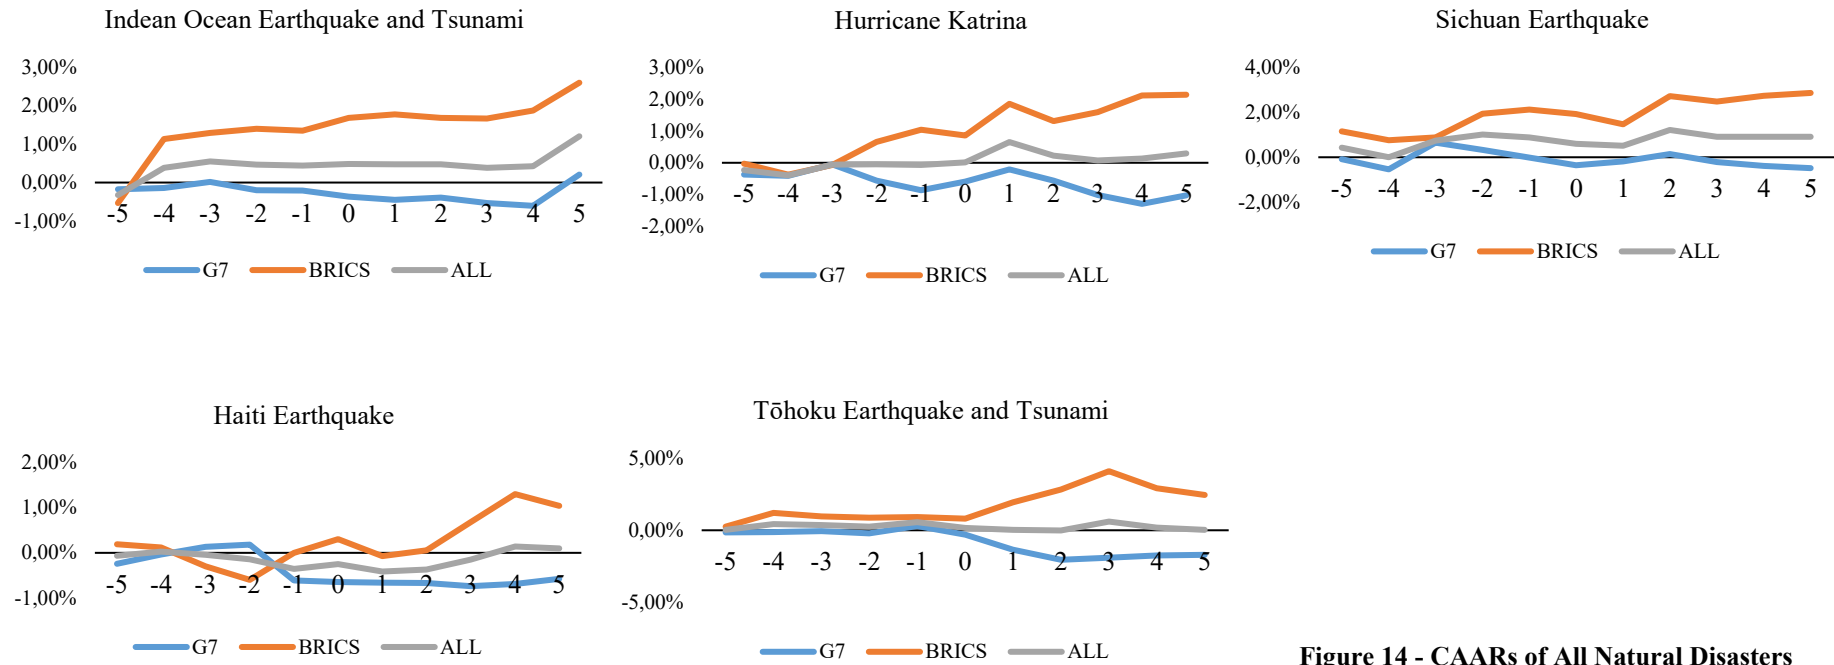 Indean Ocean Earthquake and Tsunami
3,00%
2,00%
1,00%
0,00%
-1,00%
-5 -4 -3 -2 -1 0 1 2 3 4 5
G7 BRICS ALL
Hurricane Katrina
3,00%
2,00%
1,00%
0,00%
-1,00%
-2,00%
-5 -4 -3 -2 -1 0 1 2 3 4 5
G7 BRICS ALL
Sichuan Earthquake
4,00%
2,00%
0,00%
-2,00%
-5 -4 -3 -2 -1 0 1 2 3 4 5
G7 BRICS ALL
Haiti Earthquake
2,00%
1,00%
0,00%
-1,00%
-5 -4 -3 -2 -1 0 1 2 3 4 5
G7 BRICS ALL
Tōhoku Earthquake and Tsunami
5,00%
0,00%
-5,00%
-5 -4 -3 -2 -1 0 1 2 3 4 5
G7 BRICS ALL
Figure 14 - CAARs of All Natural Disasters